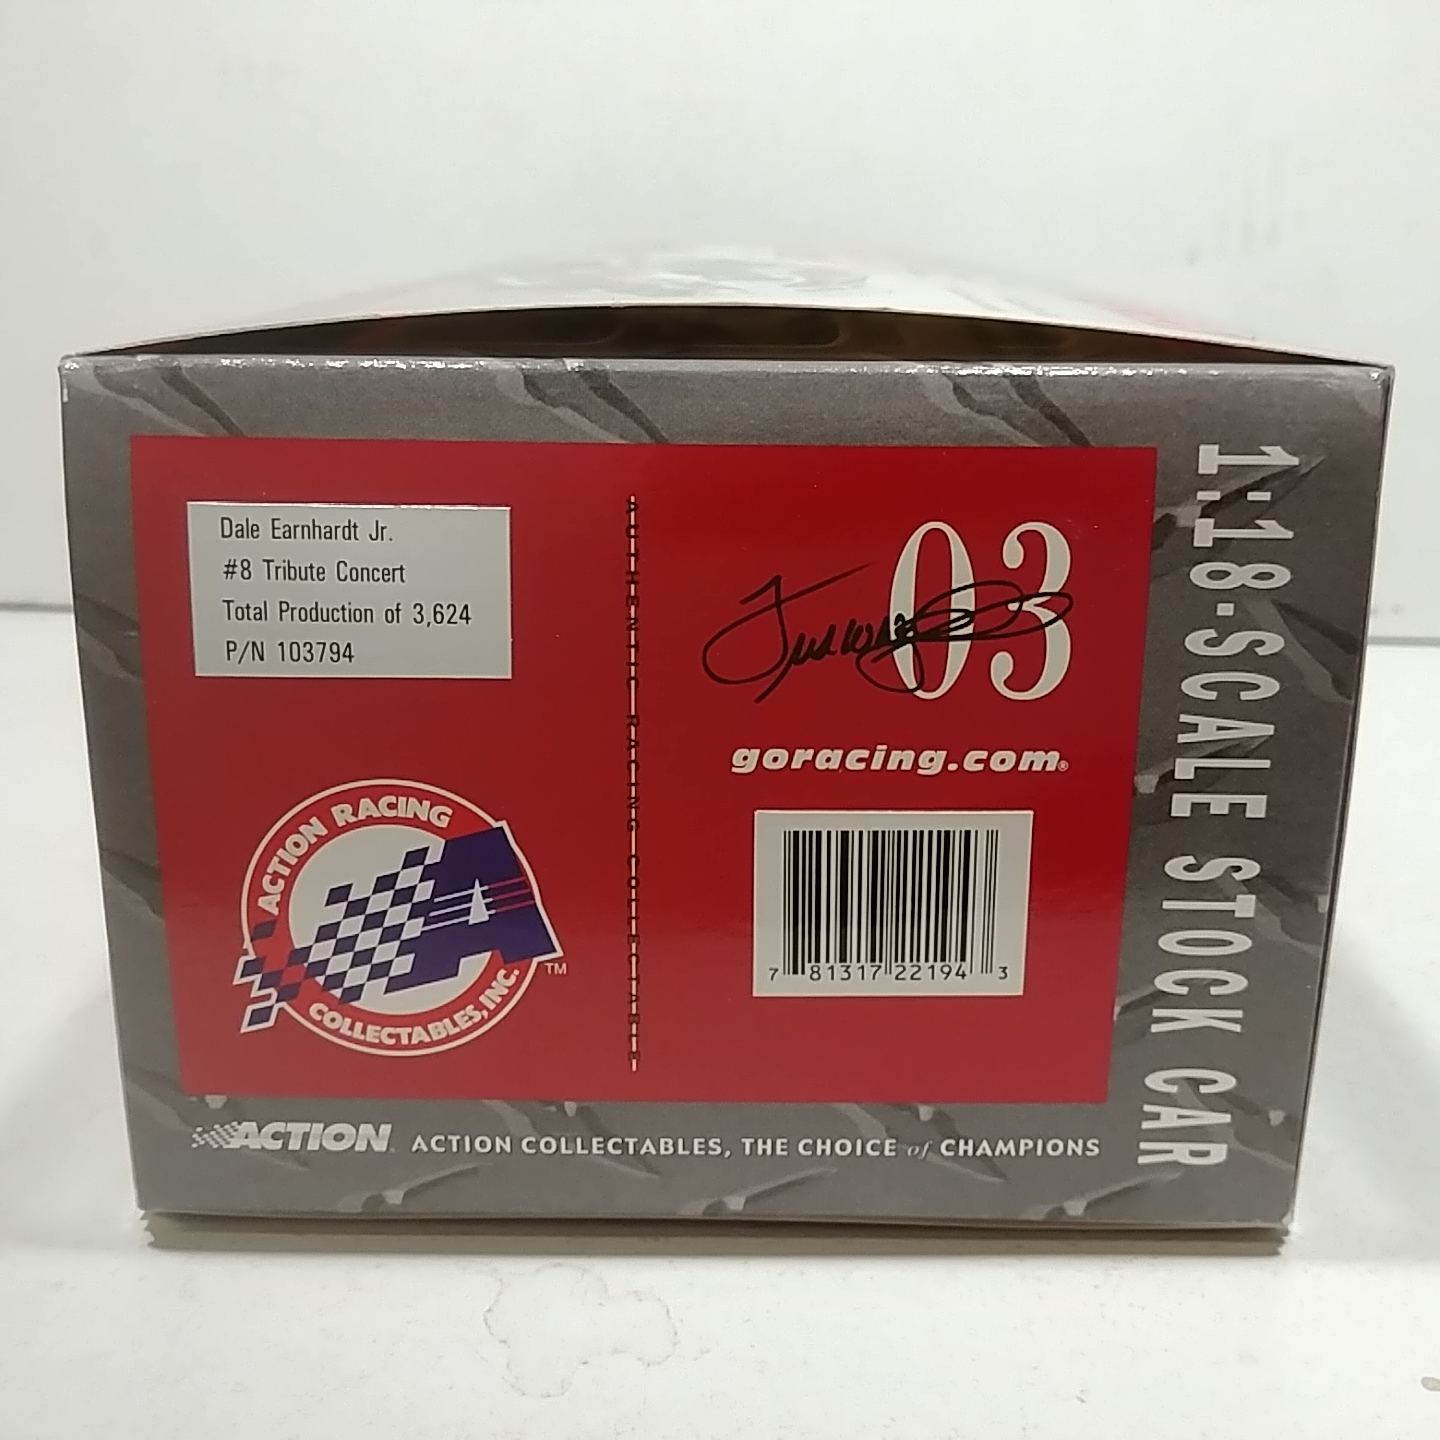 Dale Earnhardt Jr.
#8 Tribute Concert
Total Production of 3,624
P/N 103794
ACTION RACING
COLLECTABLES, INC.
TM
AUTHENTIC RACING COLLECTABLE
03
goracing.com®
7 81317 22194 3
1:18-SCALE STOCK CAR
ACTION
ACTION COLLECTABLES, THE CHOICE of CHAMPIONS